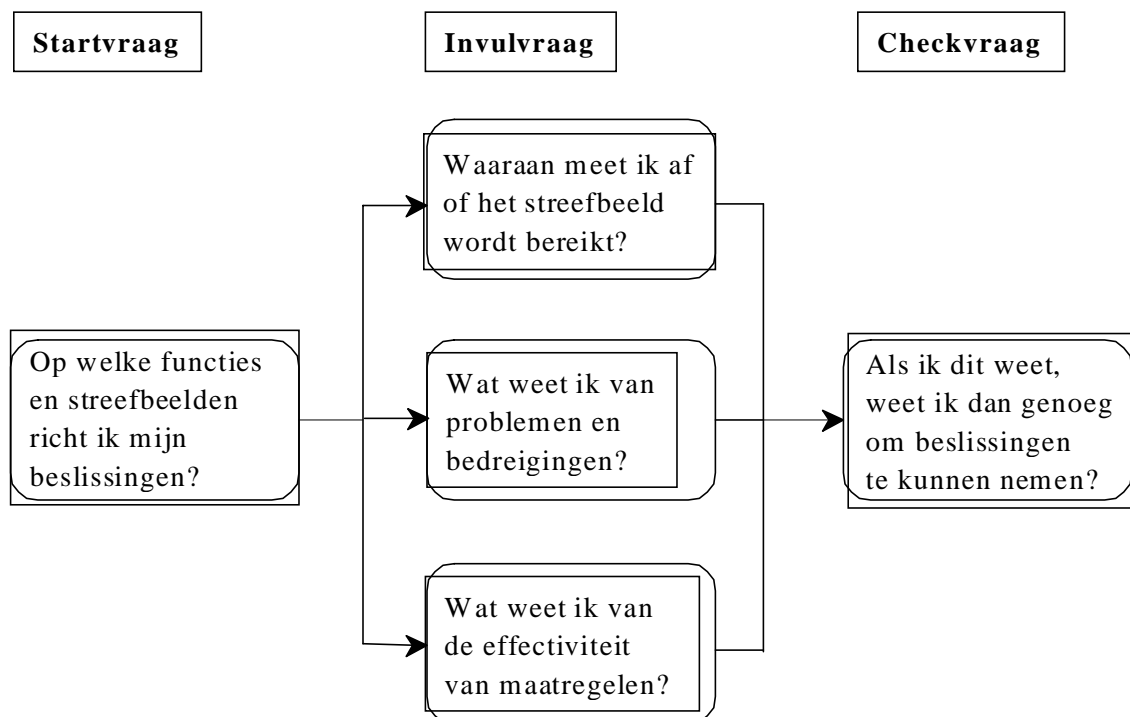 Startvraag
Invulvraag
Checkvraag
Waaraan meet ik af
of het streefbeeld
wordt bereikt?
Op welke functies
en streefbeelden
richt ik mijn
beslissingen?
Wat weet ik van
problemen en
bedreigingen?
Als ik dit weet,
weet ik dan genoeg
om beslissingen
te kunnen nemen?
Wat weet ik van
de effectiviteit
van maatregelen?